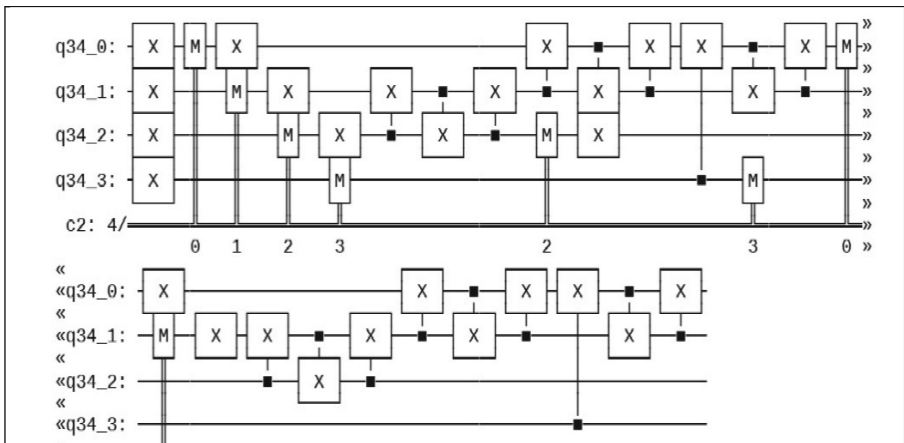 »
q34_0: X M X X X X X M»
»
q34_1: X M X X X X X»
»
q34_2: X M X X M X »
»
q34_3: X M M »
»
c2: 4/ »
0 1 2 3 2 3 0 »
«
«q34_0: X X X X X
«
«q34_1: M X X X X X
«
«q34_2: X
«
«q34_3: